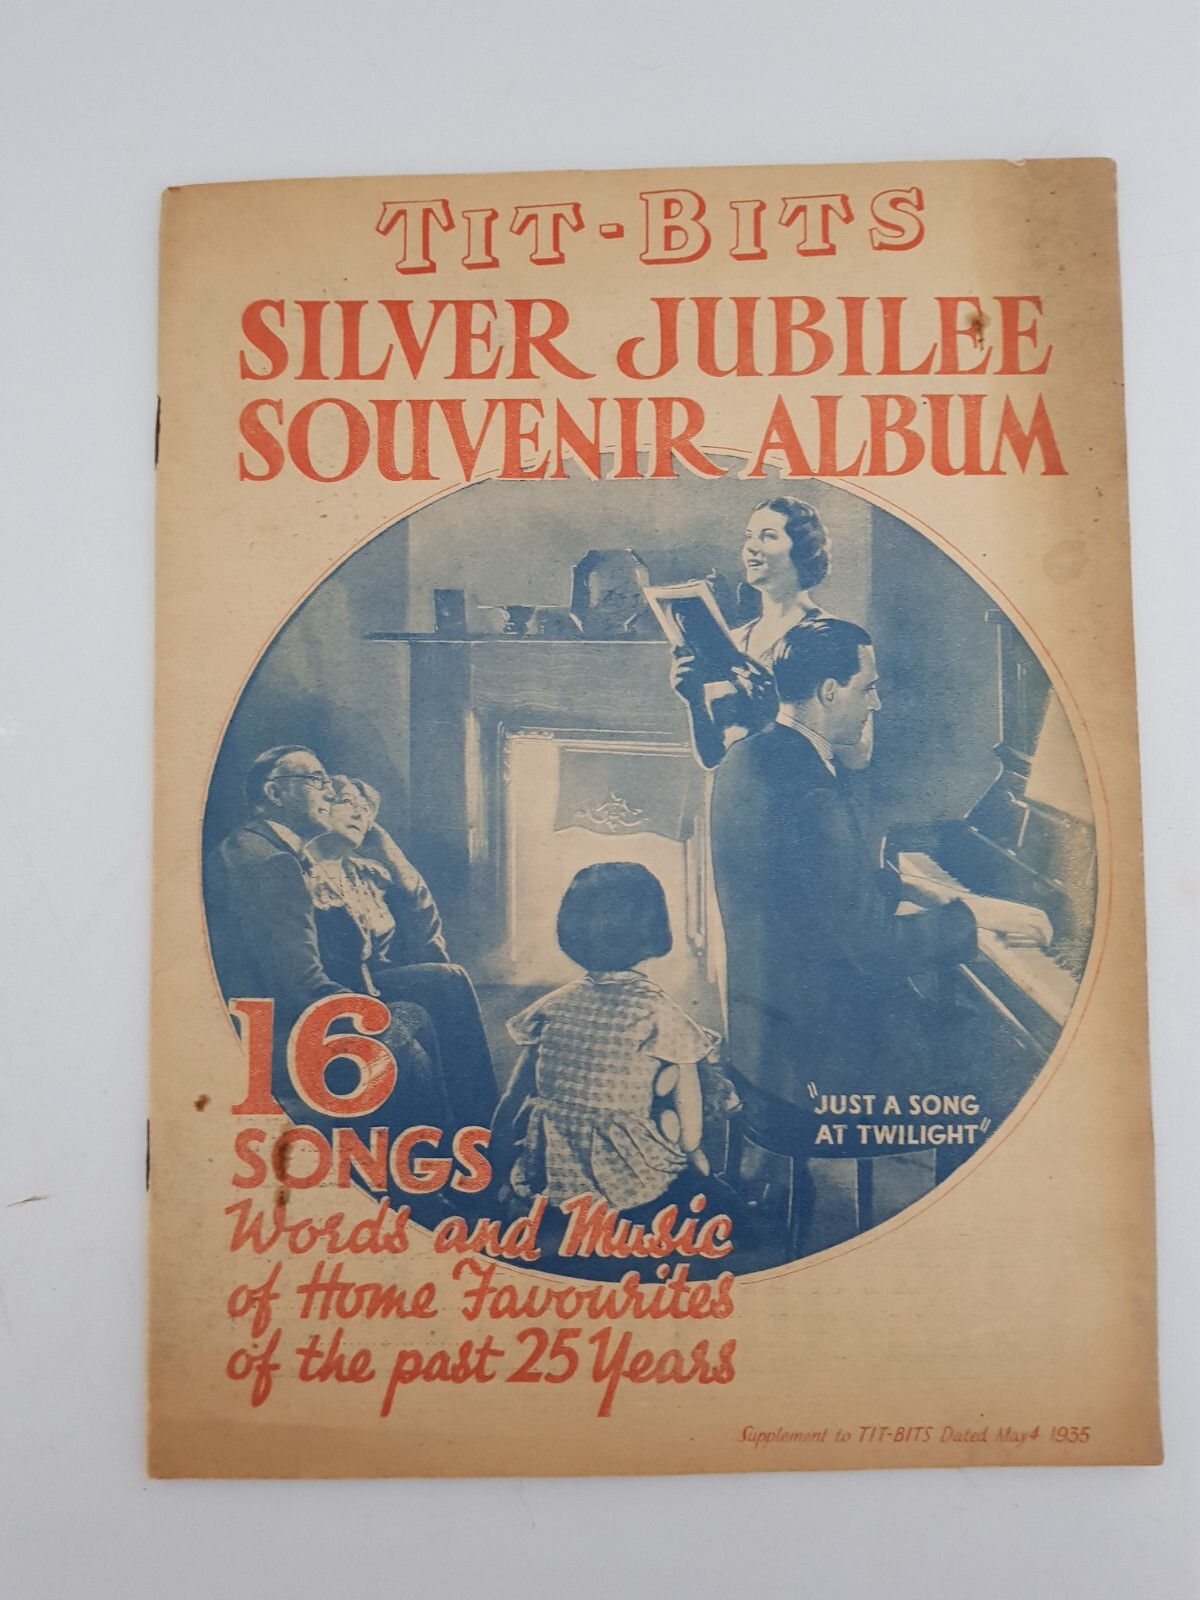 TIT-BITS
SILVER JUBILEE
SOUVENIR ALBUM
"JUST A SONG
AT TWILIGHT"
16
SONGS
Words and Music
of Home Favourites
of the past 25 Years
Supplement to TIT-BITS Dated May 4 1935